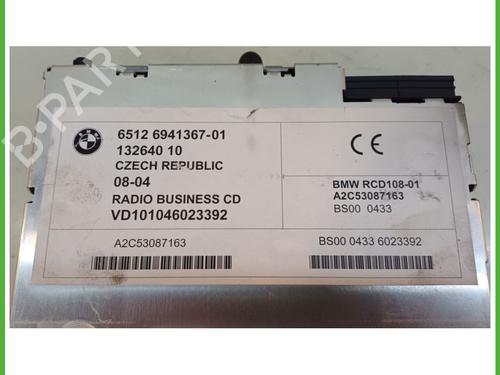 B-PARTS
BMW
6512 6941367-01
132640 10
CZECH REPUBLIC
08-04
RADIO BUSINESS CD
VD101046023392
CE
BMW RCD108-01
A2C53087163
BS00 0433
A2C53087163
BS00 0433 6023392